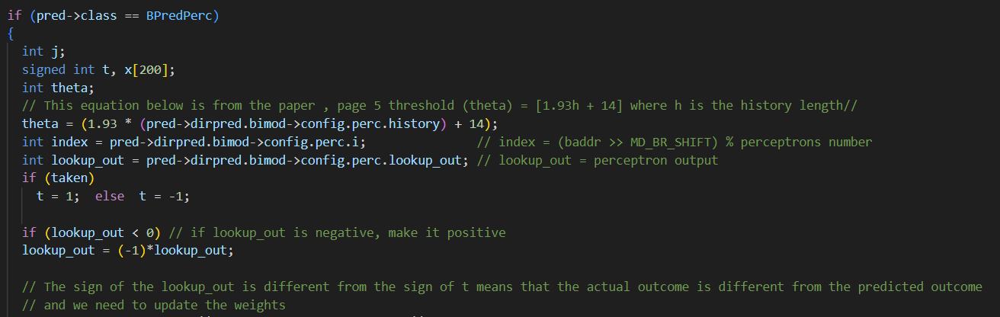 if (pred->class == BPredPerc)
{
int j;
signed int t, x[200];
int theta;
// This equation below is from the paper , page 5 threshold (theta) = [1.93h + 14] where h is the history length//
theta = (1.93 * (pred->dirpred.bimod->config.perc.history) + 14);
int index = pred->dirpred.bimod->config.perc.i; // index = (baddr >> MD_BR_SHIFT) % perceptrons number
int lookup_out = pred->dirpred.bimod->config.perc.lookup_out; // lookup_out = perceptron output
if (taken)
t = 1; else t = -1;
if (lookup_out < 0) // if lookup_out is negative, make it positive
lookup_out = (-1)*lookup_out;
// The sign of the lookup_out is different from the sign of t means that the actual outcome is different from the predicted outcome
// and we need to update the weights